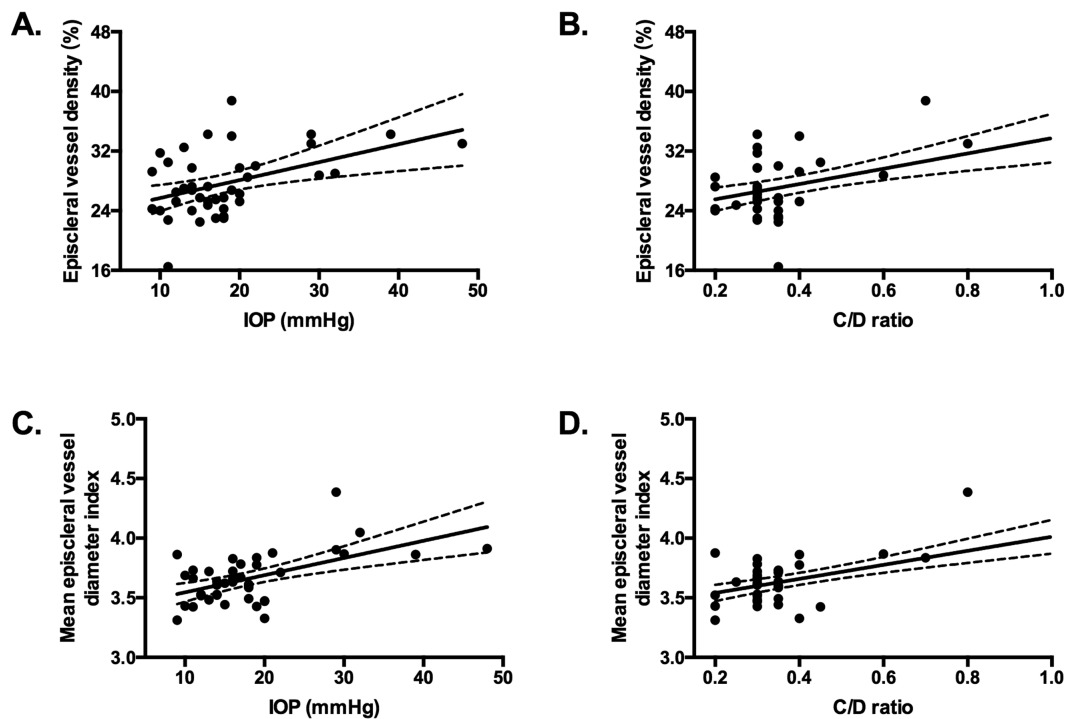 A.
Episcleral vessel density (%)
48
40
32
24
16
10 20 30 40 50
IOP (mmHg)
B.
Episcleral vessel density (%)
48
40
32
24
16
0.2 0.4 0.6 0.8 1.0
C/D ratio
C.
Mean episcleral vessel
diameter index
5.0
4.5
4.0
3.5
3.0
10 20 30 40 50
IOP (mmHg)
D.
Mean episcleral vessel
diameter index
5.0
4.5
4.0
3.5
3.0
0.2 0.4 0.6 0.8 1.0
C/D ratio